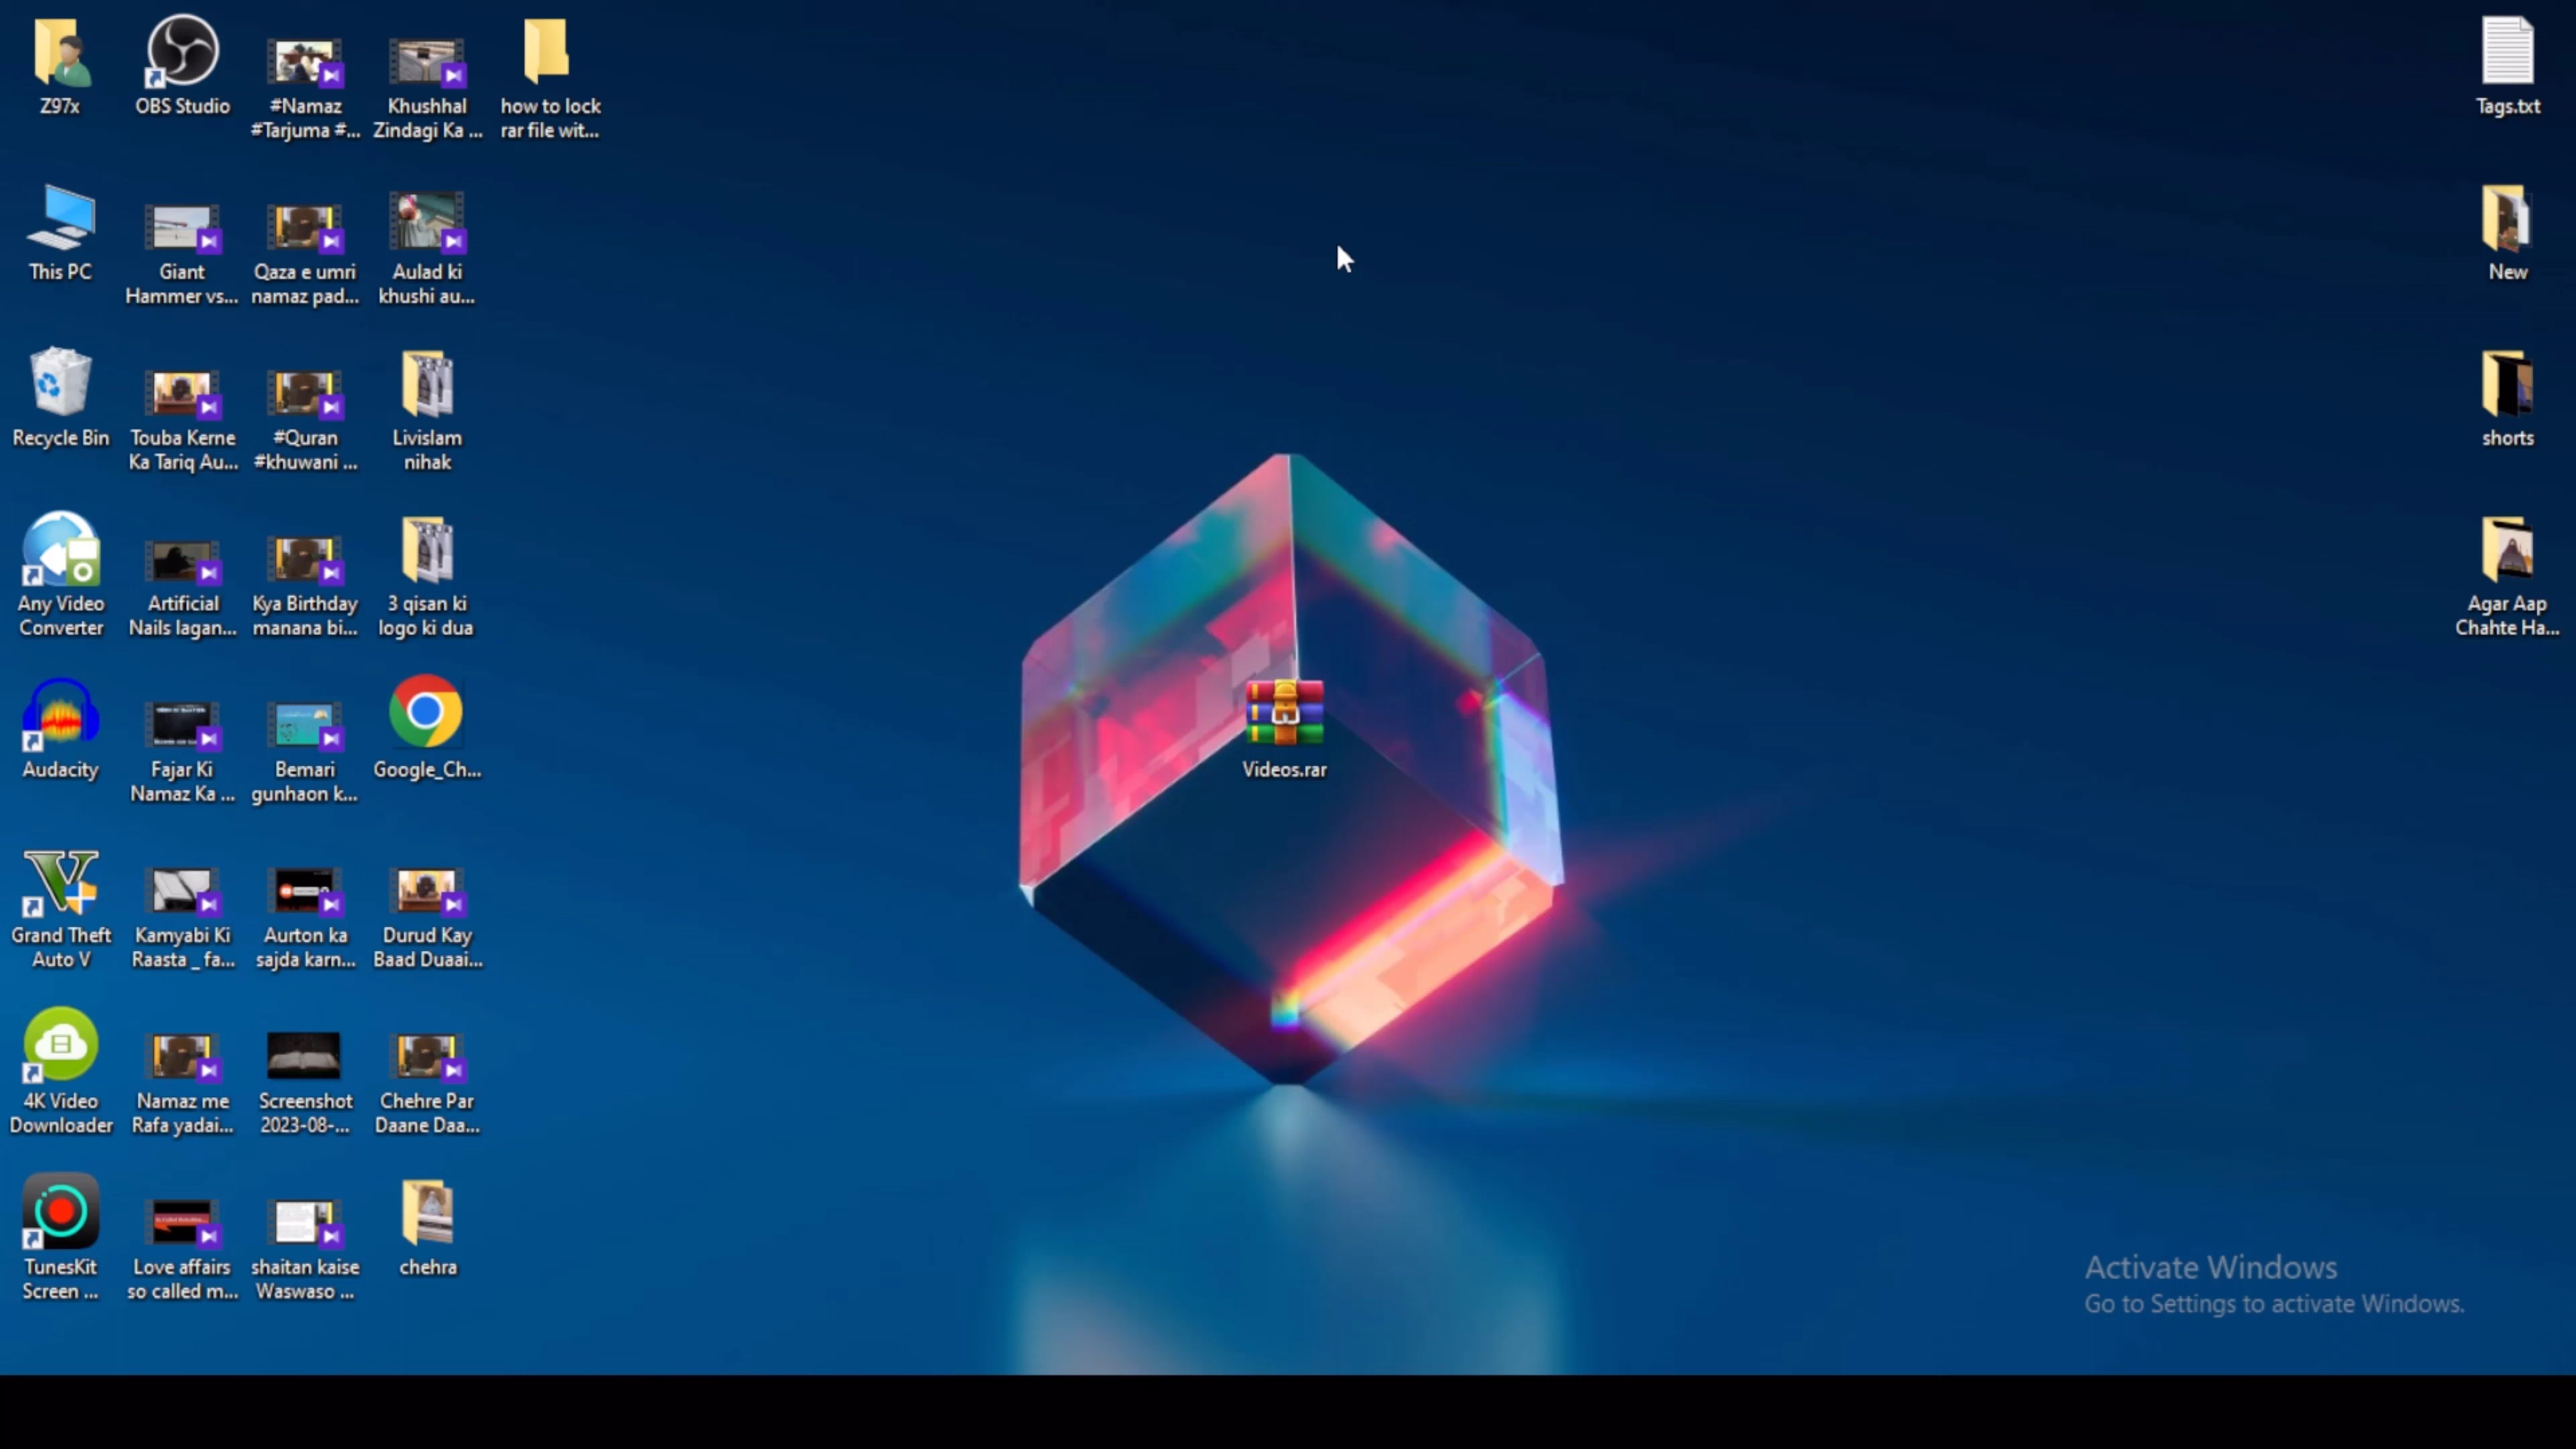 Z97x
OBS Studio
#Namaz
#Tarjuma #...
Khushhal
Zindagi Ka ...
how to lock
rar file wit...
Tags.txt
This PC
Giant
Hammer vs...
Qaza e umri
namaz pad...
Aulad ki
khushi au...
New
Recycle Bin
Touba Kerne
Ka Tariq Au...
#Quran
#khuwani ...
Livislam
nihak
shorts
Any Video
Converter
Artificial
Nails lagan...
Kya Birthday
manana bi...
3 qisan ki
logo ki dua
Agar Aap
Chahte Ha...
Audacity
Fajar Ki
Namaz Ka ...
Bemari
gunhaon k...
Google_Ch...
Videos.rar
Grand Theft
Auto V
Kamyabi Ki
Raasta _ fa...
Aurton ka
sajda karn...
Durud Kay
Baad Duaai...
4K Video
Downloader
Namaz me
Rafa yadai...
Screenshot
2023-08-...
Chehre Par
Daane Daa...
TunesKit
Screen ...
Love affairs
so called m...
shaitan kaise
Waswaso ...
chehra
Activate Windows
Go to Settings to activate Windows.